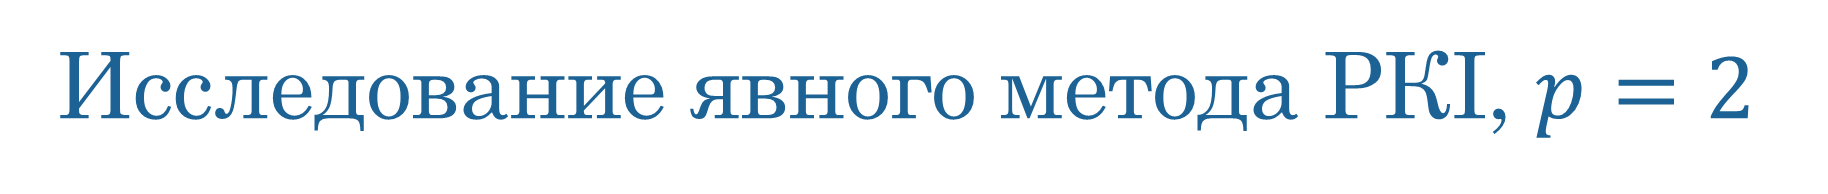 Исследование явного метода РКI, p = 2